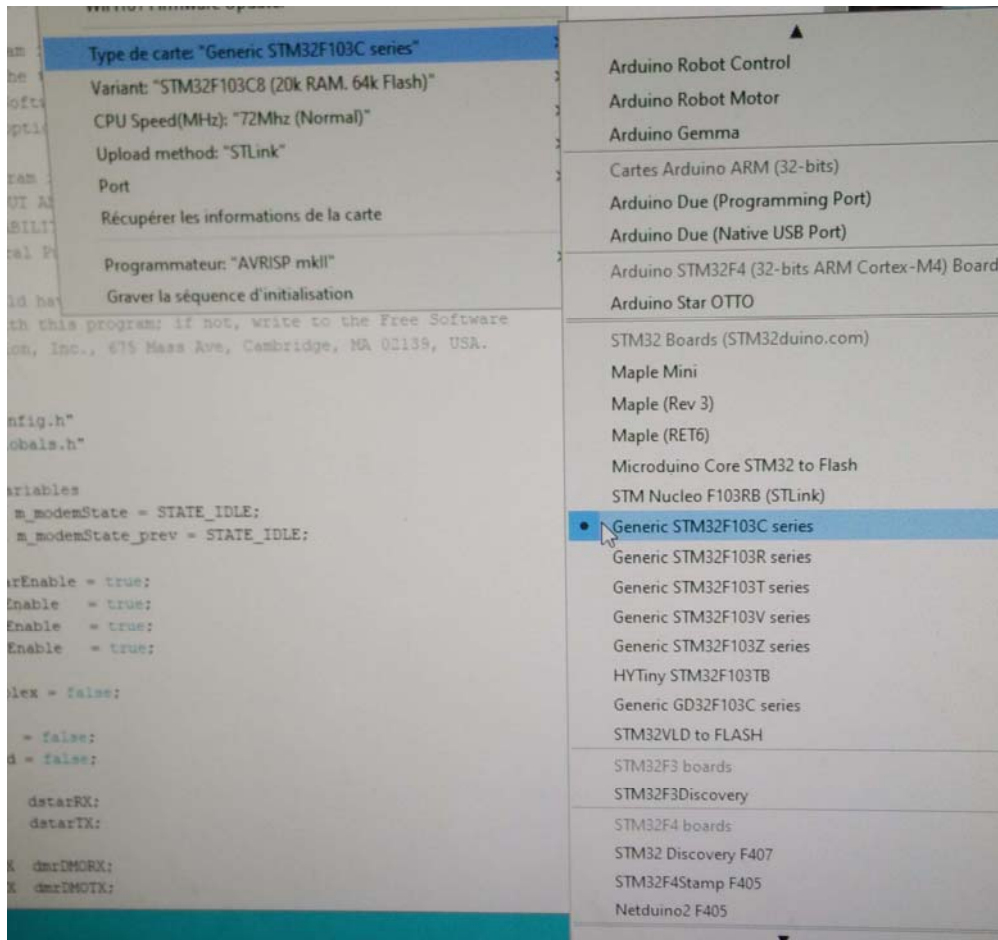 Type de carte: "Generic STM32F103C series"
Variant: "STM32F103C8 (20k RAM. 64k Flash)"
CPU Speed(MHz): "72Mhz (Normal)"
Upload method: "STLink"
Port
Récupérer les informations de la carte
Programmateur: "AVRISP mkII"
Graver la séquence d'initialisation
th this program; if not, write to the Free Software
on, Inc., 675 Mass Ave, Cambridge, MA 02139, USA.
nfig.h"
obals.h"
ariables
m_modemState = STATE_IDLE;
m_modemState_prev = STATE_IDLE;
arEnable = true;
Enable = true;
Enable = true;
Enable = true;
lex = false;
= false;
d = false;
dstarRX;
dstarTX;
X dmrDMORX;
X dmrDMOTX;
Arduino Robot Control
Arduino Robot Motor
Arduino Gemma
Cartes Arduino ARM (32-bits)
Arduino Due (Programming Port)
Arduino Due (Native USB Port)
Arduino STM32F4 (32-bits ARM Cortex-M4) Board
Arduino Star OTTO
STM32 Boards (STM32duino.com)
Maple Mini
Maple (Rev 3)
Maple (RET6)
Microduino Core STM32 to Flash
STM Nucleo F103RB (STLink)
Generic STM32F103C series
Generic STM32F103R series
Generic STM32F103T series
Generic STM32F103V series
Generic STM32F103Z series
HYTiny STM32F103TB
Generic GD32F103C series
STM32VLD to FLASH
STM32F3 boards
STM32F3Discovery
STM32F4 boards
STM32 Discovery F407
STM32F4Stamp F405
Netduino2 F405